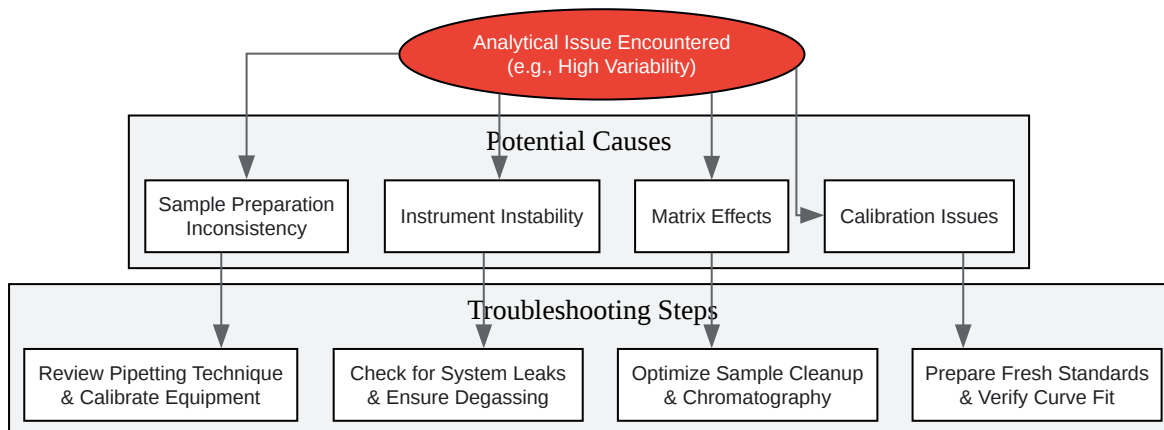 Analytical Issue Encountered
(e.g., High Variability)
Potential Causes
Sample Preparation
Inconsistency
Instrument Instability
Matrix Effects
Calibration Issues
Troubleshooting Steps
Review Pipetting Technique
& Calibrate Equipment
Check for System Leaks
& Ensure Degassing
Optimize Sample Cleanup
& Chromatography
Prepare Fresh Standards
& Verify Curve Fit